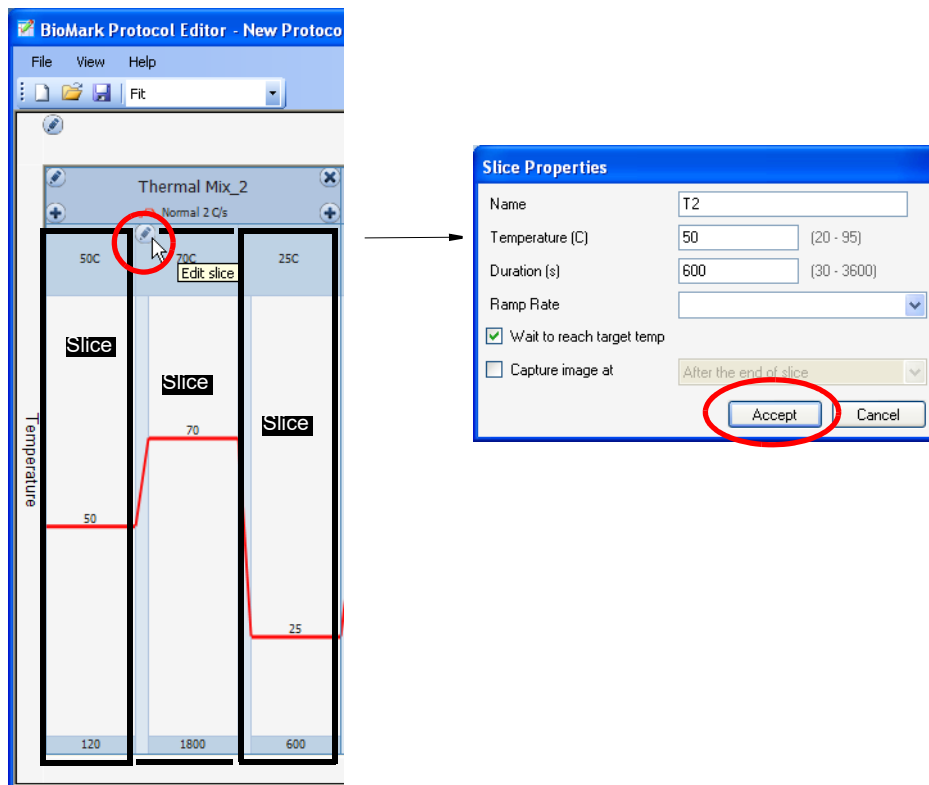 BioMark Protocol Editor - New Protoco
File View Help
Fit
Thermal Mix_2
Normal 2 C/s
50C 70C 25C
Edit slice
Slice
Slice
Slice
70
Temperature
50
25
120 1800 600
Slice Properties
Name T2
Temperature (C) 50 (20 - 95)
Duration (s) 600 (30 - 3600)
Ramp Rate
Wait to reach target temp
Capture image at After the end of slice
Accept Cancel